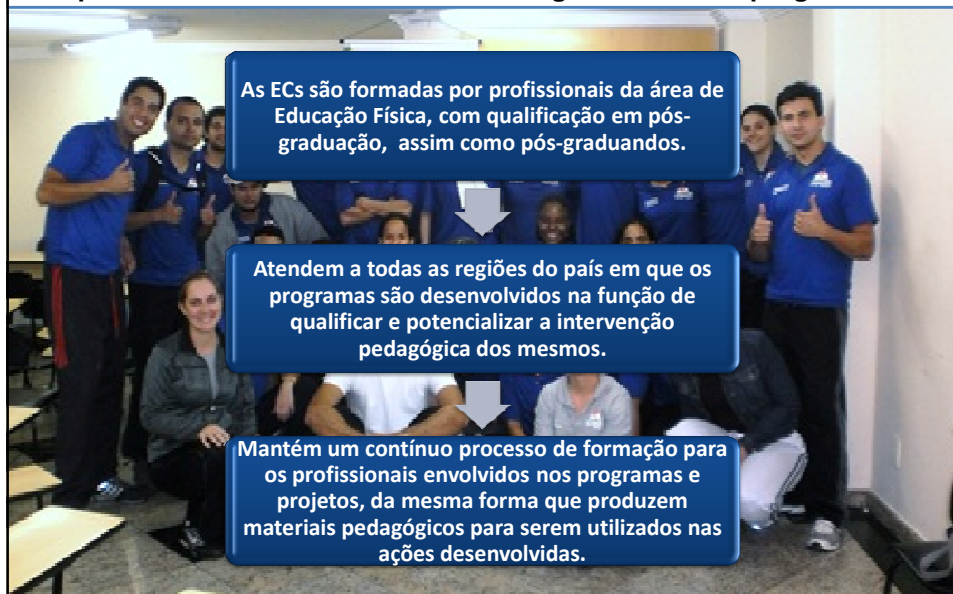 As ECs são formadas por profissionais da área de
Educação Física, com qualificação em pós-
graduação, assim como pós-graduandos.
Atendem a todas as regiões do país em que os
programas são desenvolvidos na função de
qualificar e potencializar a intervenção
pedagógica dos mesmos.
Mantém um contínuo processo de formação para
os profissionais envolvidos nos programas e
projetos, da mesma forma que produzem
materiais pedagógicos para serem utilizados nas
ações desenvolvidas.